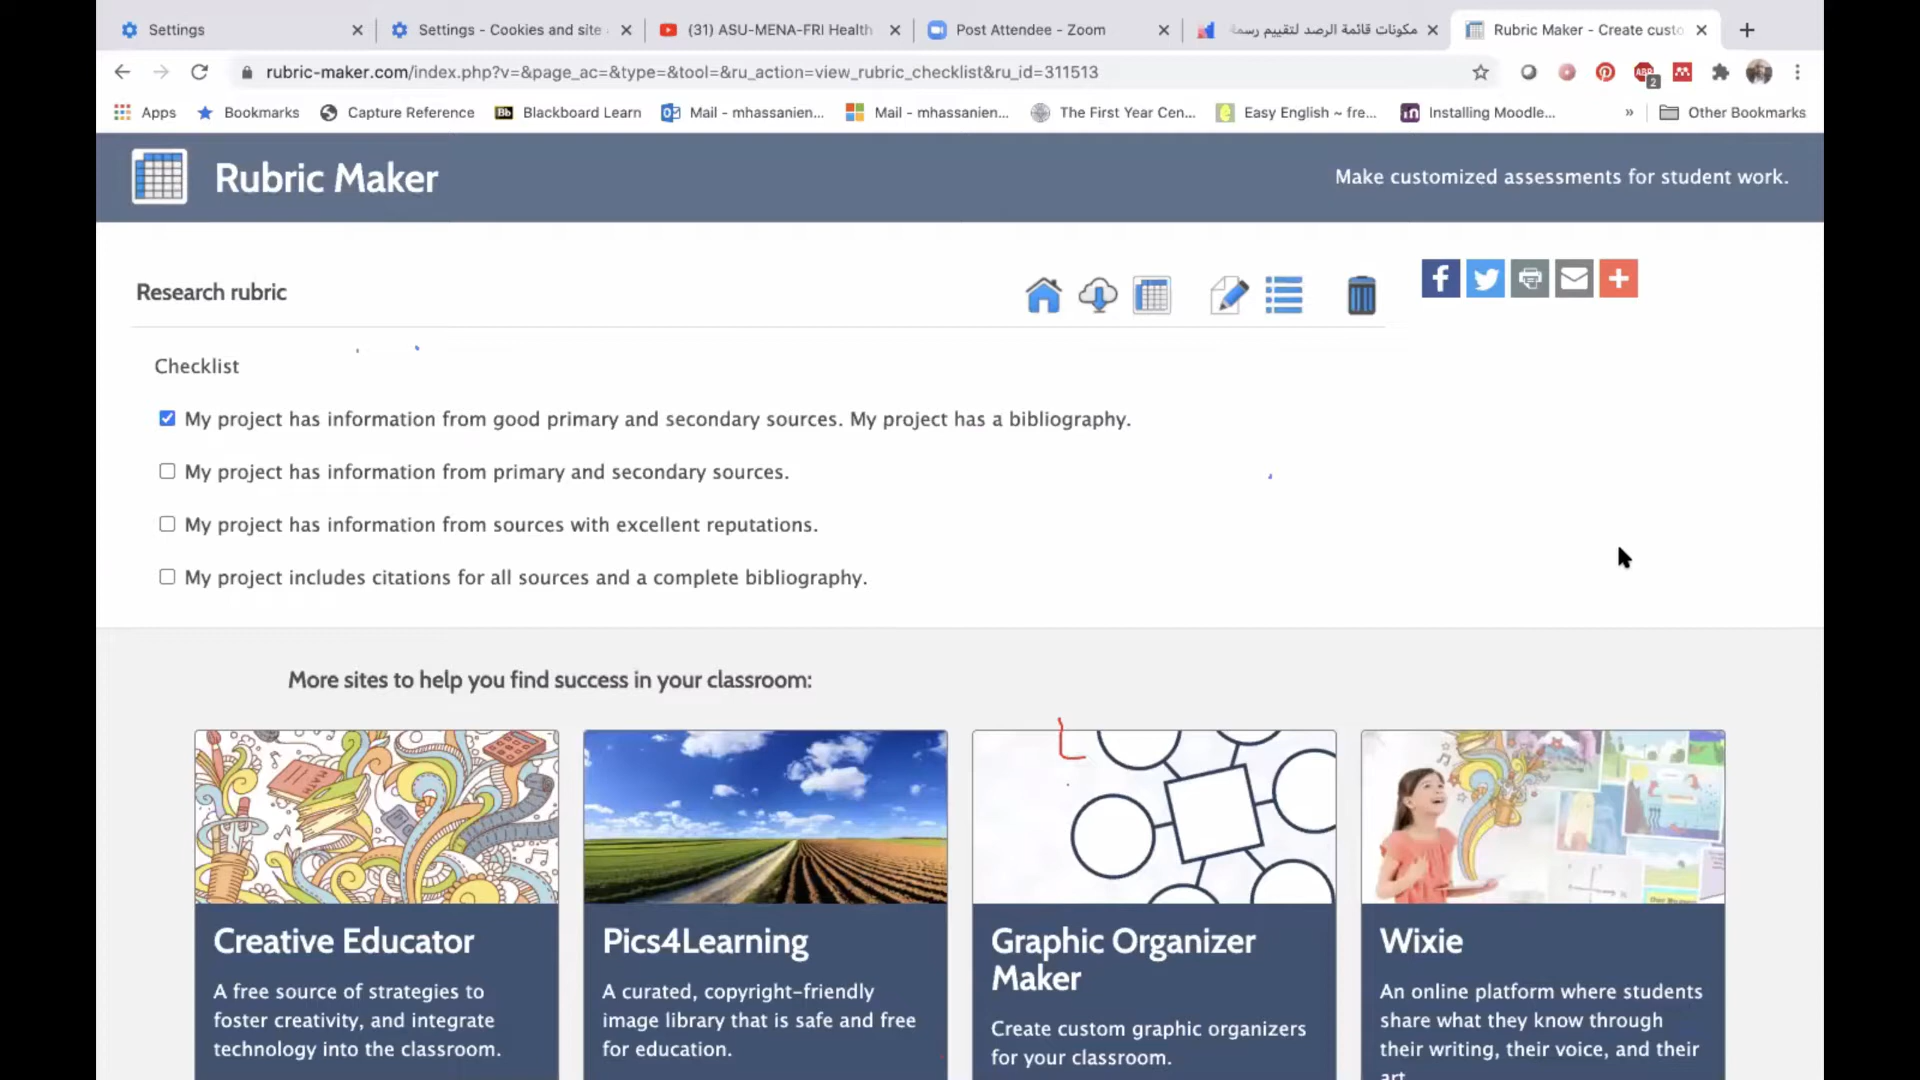 Settings
Settings - Cookies and site
(31) ASU-MENA-FRI Health
Post Attendee - Zoom
مكونات قائمة الرصد لتقييم رسمة
Rubric Maker - Create custo
rubric-maker.com/index.php?v=&page_ac=&type=&tool=&ru_action=view_rubric_checklist&ru_id=311513
ABP
2
Apps
Bookmarks
Capture Reference
Bb
Blackboard Learn
Mail - mhassanien...
Mail - mhassanien...
The First Year Cen...
Easy English ~ fre...
in
Installing Moodle...
»
Other Bookmarks
Rubric Maker
Make customized assessments for student work.
Research rubric
Checklist
My project has information from good primary and secondary sources. My project has a bibliography.
My project has information from primary and secondary sources.
My project has information from sources with excellent reputations.
My project includes citations for all sources and a complete bibliography.
More sites to help you find success in your classroom:
Creative Educator
A free source of strategies to
foster creativity, and integrate
technology into the classroom.
Pics4Learning
A curated, copyright-friendly
image library that is safe and free
for education.
Graphic Organizer
Maker
Create custom graphic organizers
for your classroom.
Wixie
An online platform where students
share what they know through
their writing, their voice, and their
art